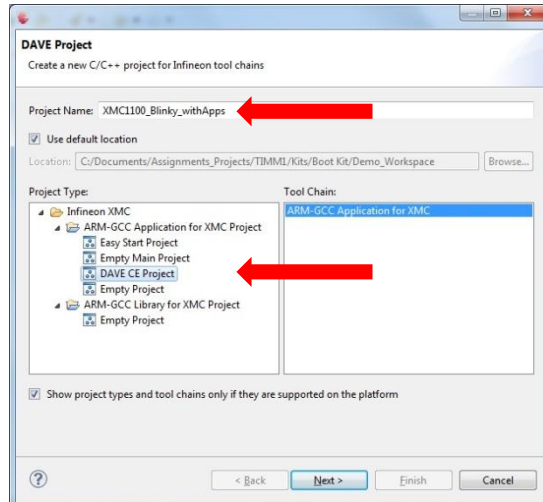 DAVE Project
Create a new C/C++ project for Infineon tool chains
Project Name: XMC1100_Blinky_withApps
Use default location
Location: C:/Documents/Assignments_Projects/TIMM1/Kits/Boot Kit/Demo_Workspace Browse...
Project Type: Tool Chain:
Infineon XMC ARM-GCC Application for XMC
ARM-GCC Application for XMC Project
Easy Start Project
Empty Main Project
DAVE CE Project
Empty Project
ARM-GCC Library for XMC Project
Empty Project
Show project types and tool chains only if they are supported on the platform
? < Back Next > Finish Cancel